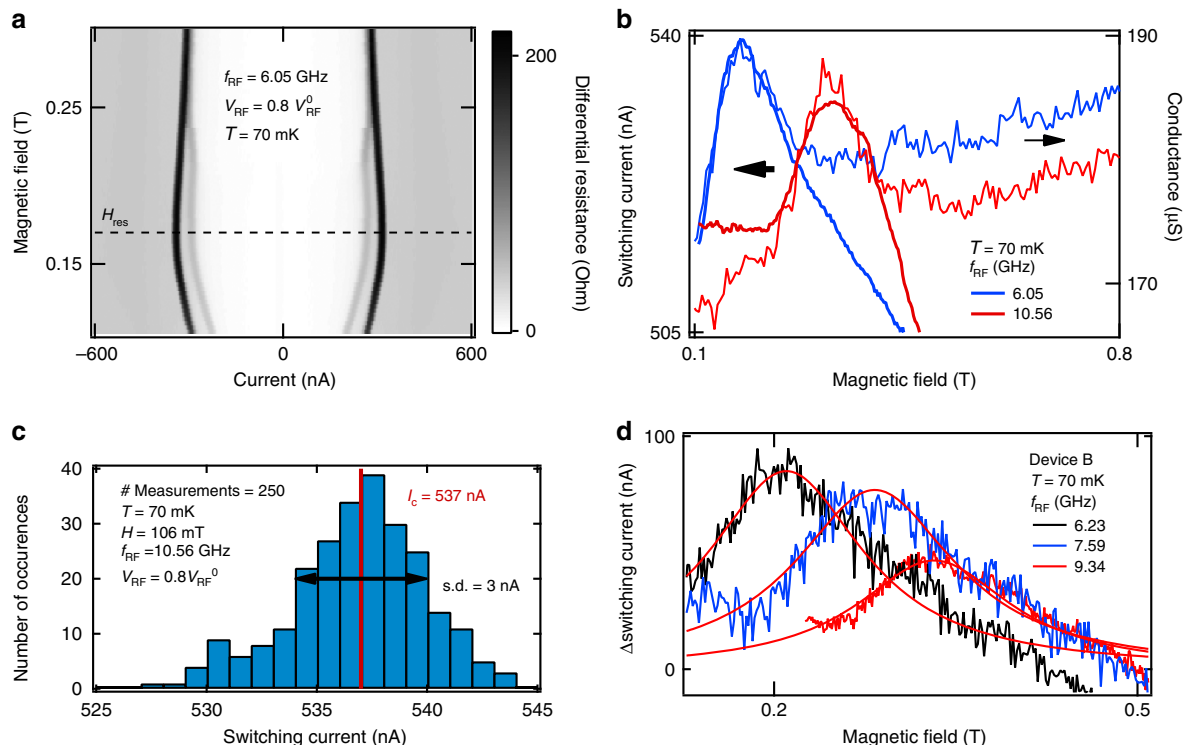 a
Magnetic field (T)
0.25
0.15
f_RF = 6.05 GHz
V_RF = 0.8 V_RF^0
T = 70 mK
H_res
−600
0
600
Current (nA)
200
0
Differential resistance (Ohm)
b
Switching current (nA)
540
505
190
170
Conductance (µS)
T = 70 mK
f_RF (GHz)
6.05
10.56
0.1
0.8
Magnetic field (T)
c
Number of occurences
40
30
20
10
0
# Measurements = 250
T = 70 mK
H = 106 mT
f_RF =10.56 GHz
V_RF = 0.8V_RF^0
I_c = 537 nA
s.d. = 3 nA
525
530
535
540
545
Switching current (nA)
d
Δswitching current (nA)
100
0
Device B
T = 70 mK
f_RF (GHz)
6.23
7.59
9.34
0.2
0.5
Magnetic field (T)